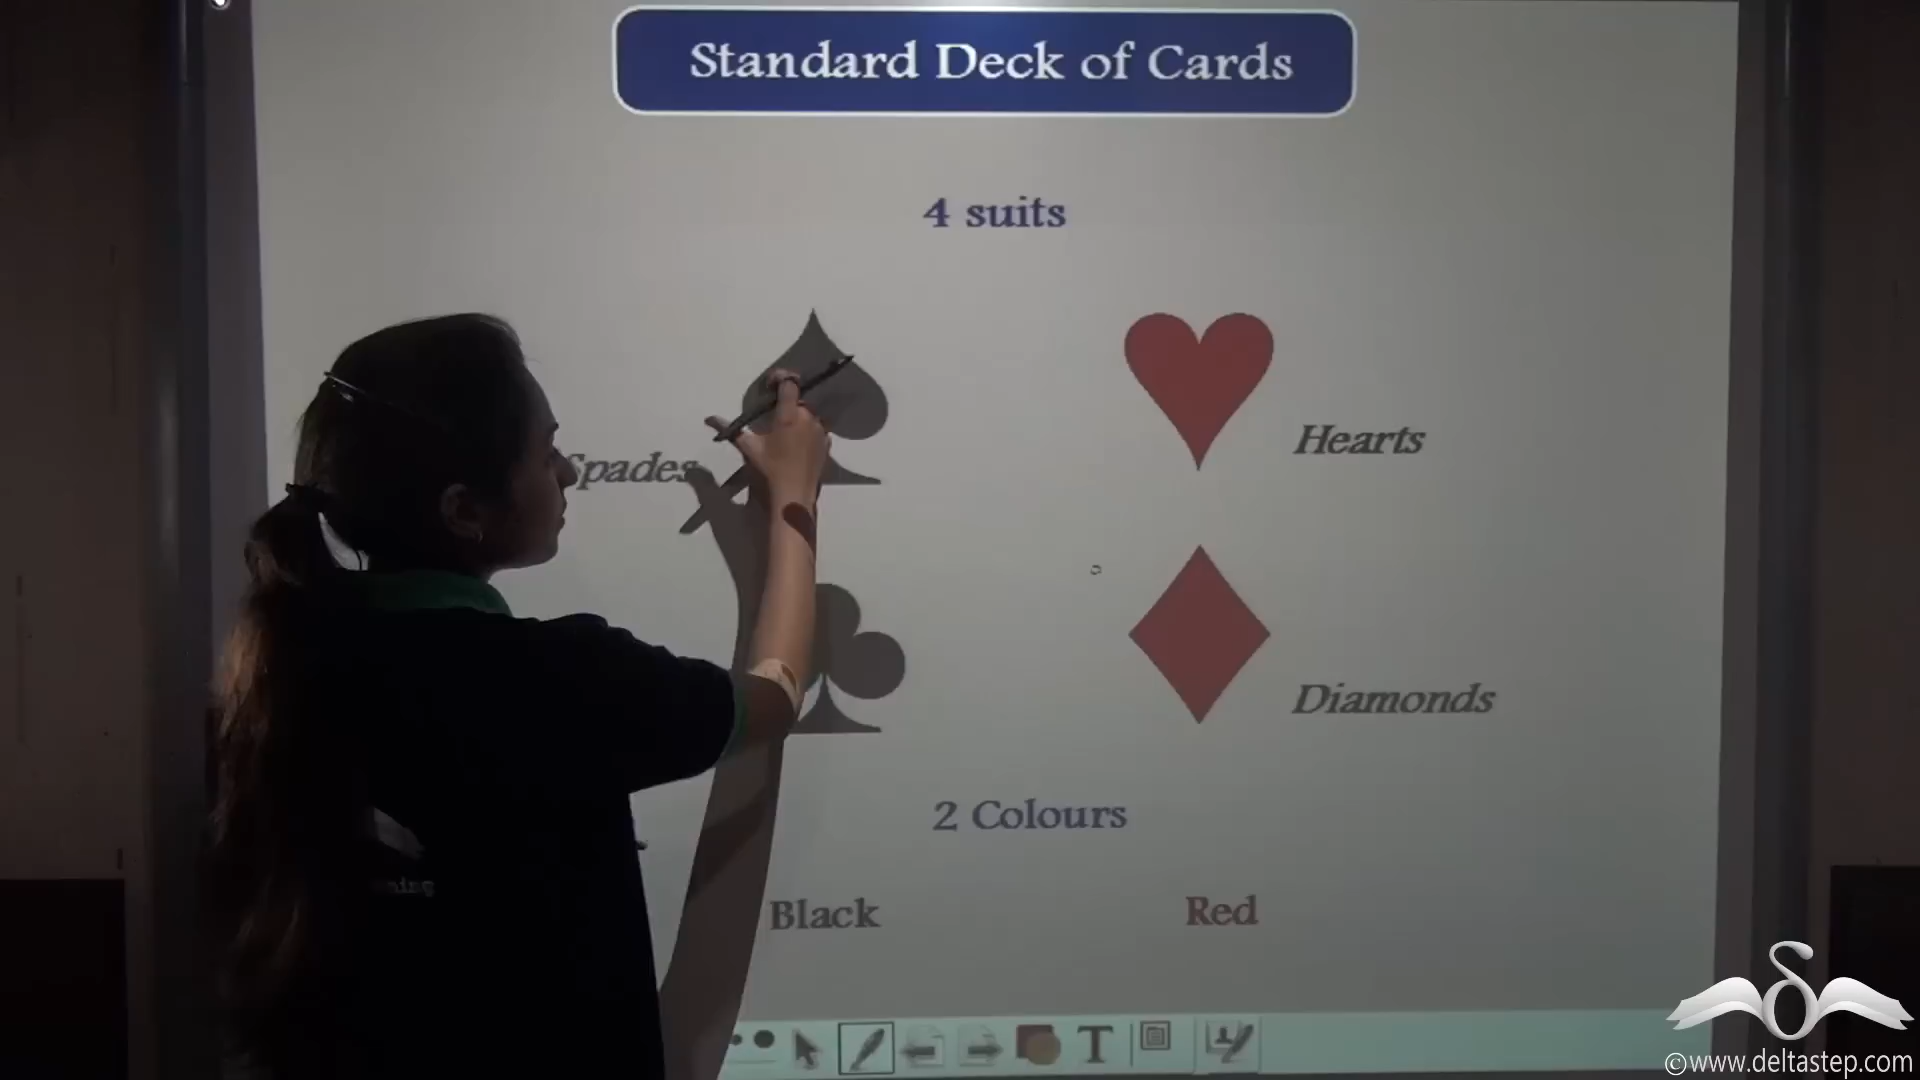 Standard Deck of Cards
4 suits
Spades
Hearts
Diamonds
2 Colours
Black
Red
T
©www.deltastep.com